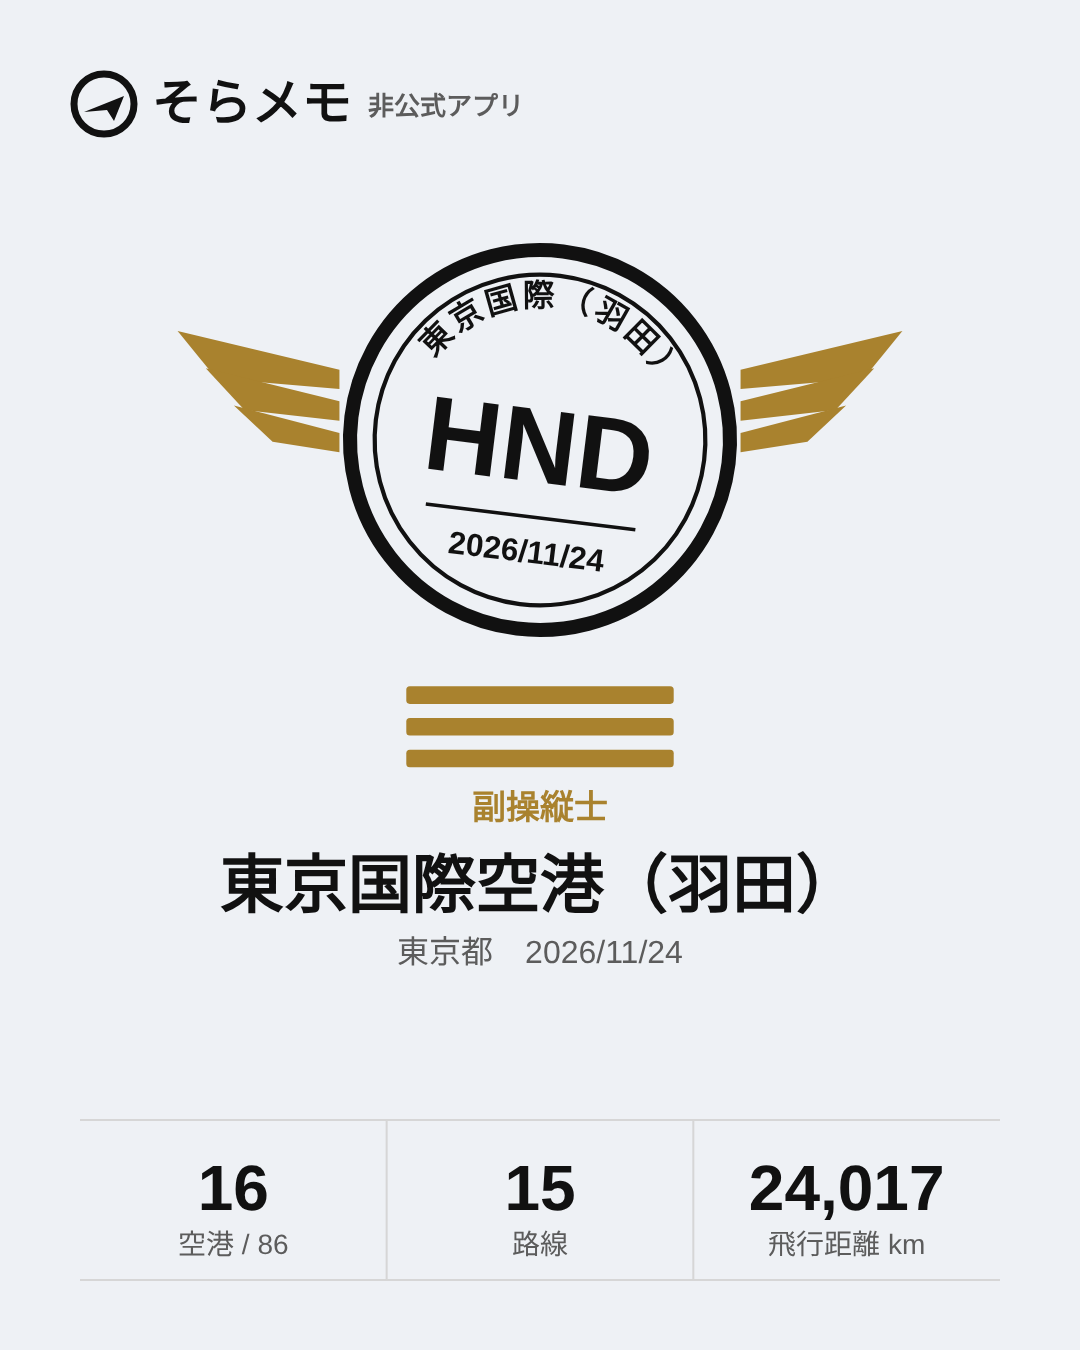 そらメモ 非公式アプリ
東京国際（羽田）
HND
2026/11/24
副操縦士
東京国際空港（羽田）
東京都　2026/11/24
16 15 24,017
空港 / 86 路線 飛行距離 km